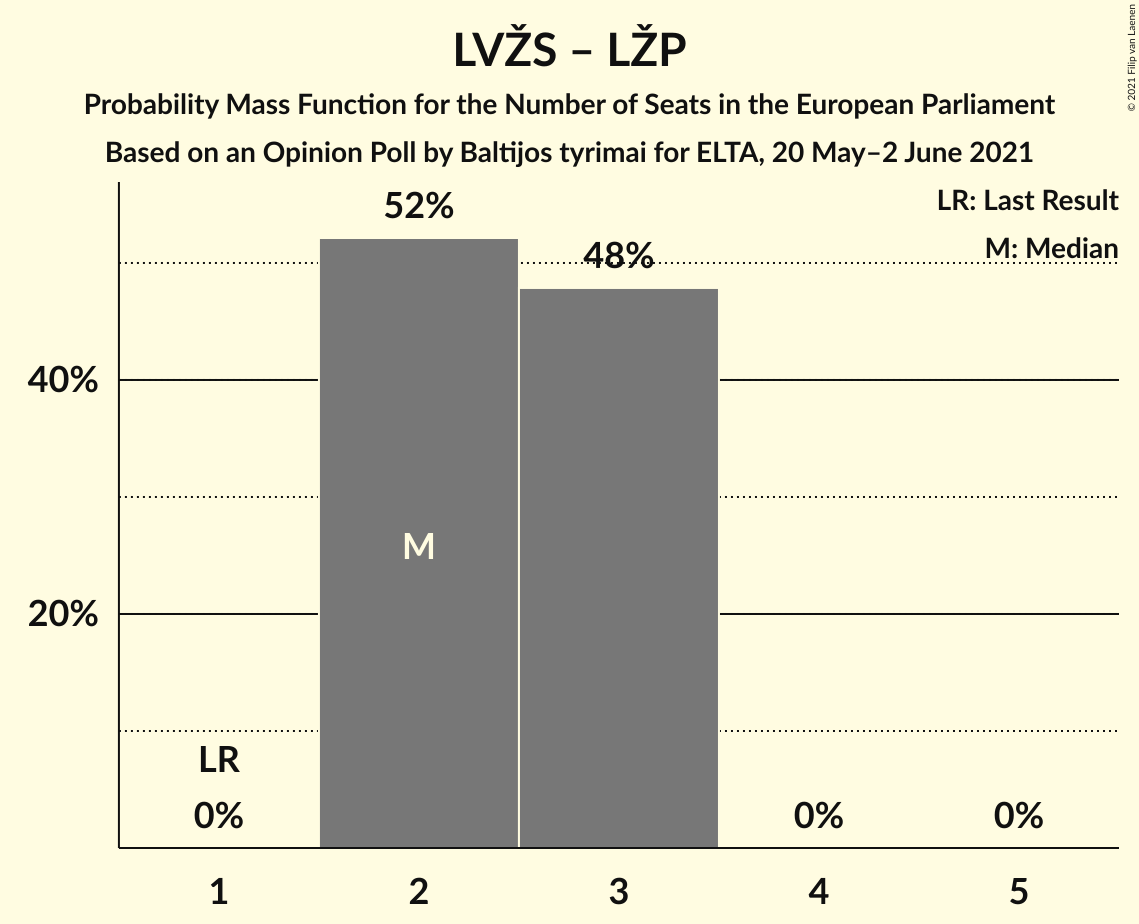 LVŽS – LŽP
Probability Mass Function for the Number of Seats in the European Parliament
Based on an Opinion Poll by Baltijos tyrimai for ELTA, 20 May–2 June 2021
© 2021 Filip van Laenen
LR: Last Result
M: Median
52%
48%
40%
20%
M
LR
0%
0%
0%
1
2
3
4
5